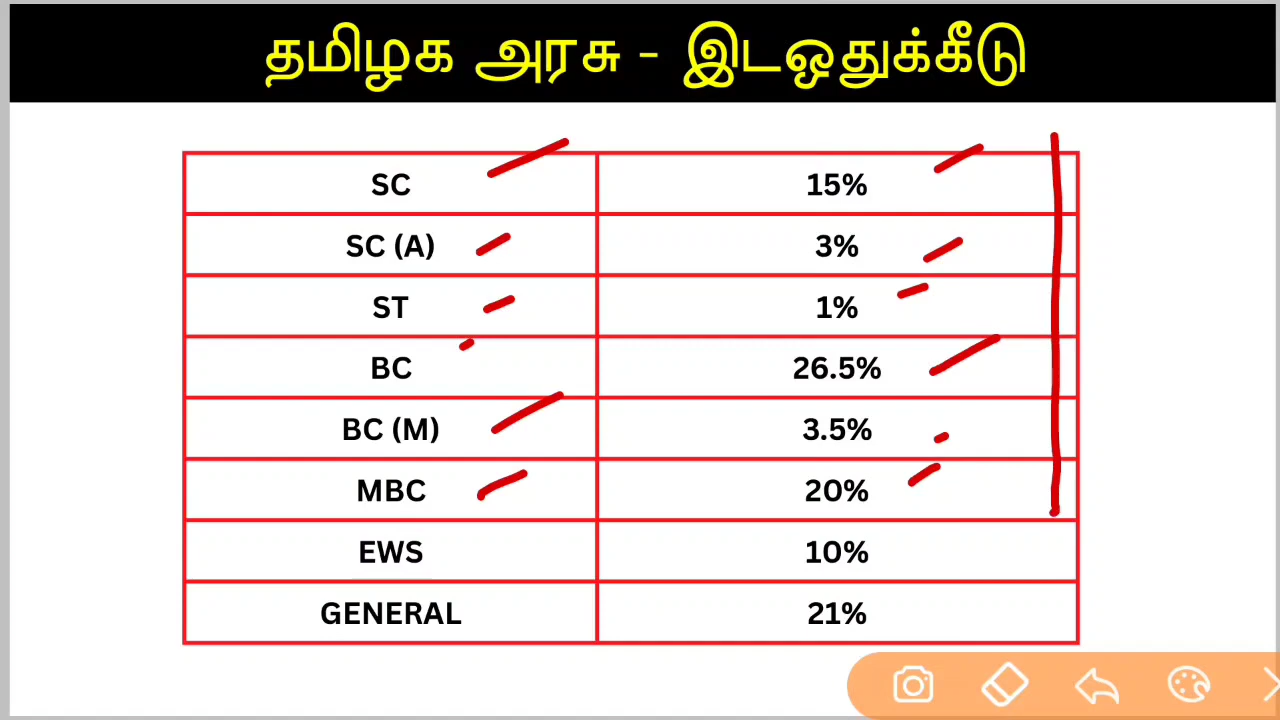 தமிழக அரசு - இடஒதுக்கீடு
SC 15%
SC (A) 3%
ST 1%
BC 26.5%
BC (M) 3.5%
MBC 20%
EWS 10%
GENERAL 21%